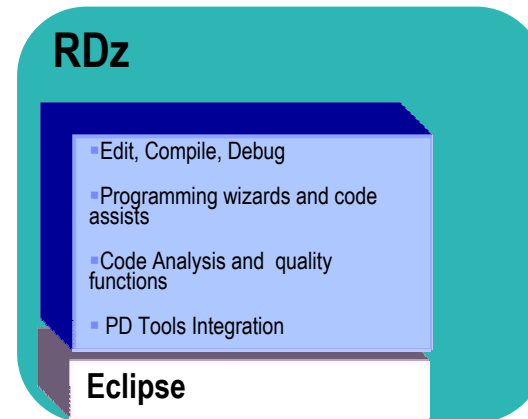 RDz
▪Edit, Compile, Debug
▪Programming wizards and code
assists
▪Code Analysis and quality
functions
▪ PD Tools Integration
Eclipse